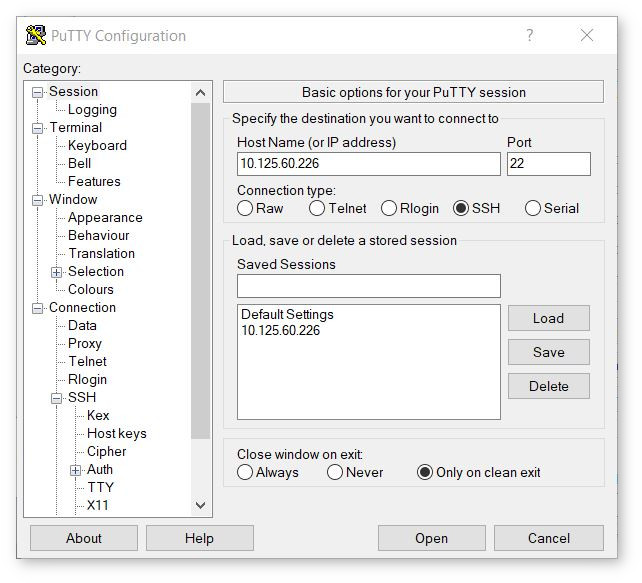 PuTTY Configuration
?
Category:
Session
Logging
Terminal
Keyboard
Bell
Features
Window
Appearance
Behaviour
Translation
Selection
Colours
Connection
Data
Proxy
Telnet
Rlogin
SSH
Kex
Host keys
Cipher
Auth
TTY
X11
Basic options for your PuTTY session
Specify the destination you want to connect to
Host Name (or IP address) Port
10.125.60.226 22
Connection type:
Raw Telnet Rlogin SSH Serial
Load, save or delete a stored session
Saved Sessions
Default Settings
10.125.60.226
Load
Save
Delete
Close window on exit:
Always Never Only on clean exit
About Help Open Cancel